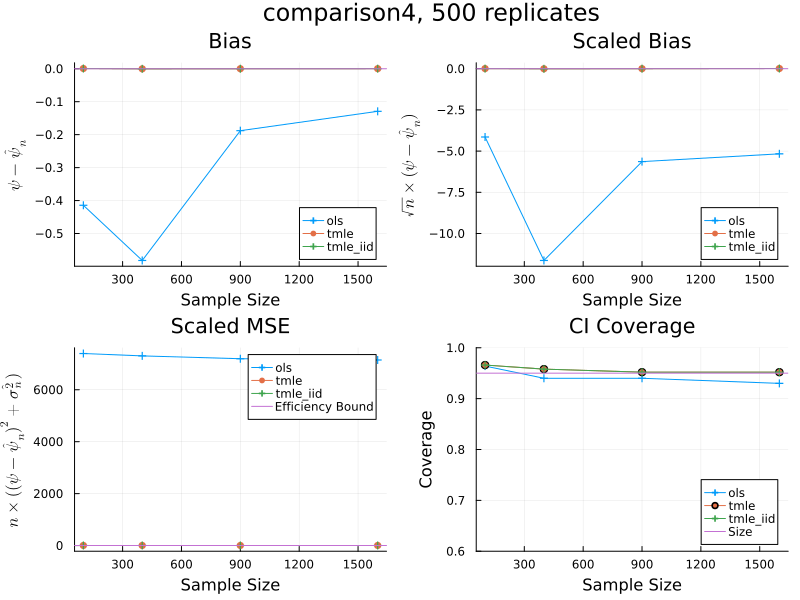 comparison4, 500 replicates
Bias
0.0
−0.1
−0.2
−0.3
−0.4
−0.5
ψ − ψ̂ₙ
300 600 900 1200 1500
Sample Size
ols
tmle
tmle_iid
Scaled Bias
0.0
−2.5
−5.0
−7.5
−10.0
√n × (ψ − ψ̂ₙ)
300 600 900 1200 1500
Sample Size
ols
tmle
tmle_iid
Scaled MSE
6000
4000
2000
0
n × ((ψ − ψ̂ₙ)² + σ²ₙ)
300 600 900 1200 1500
Sample Size
ols
tmle
tmle_iid
Efficiency Bound
CI Coverage
1.0
0.9
0.8
0.7
0.6
Coverage
300 600 900 1200 1500
Sample Size
ols
tmle
tmle_iid
Size